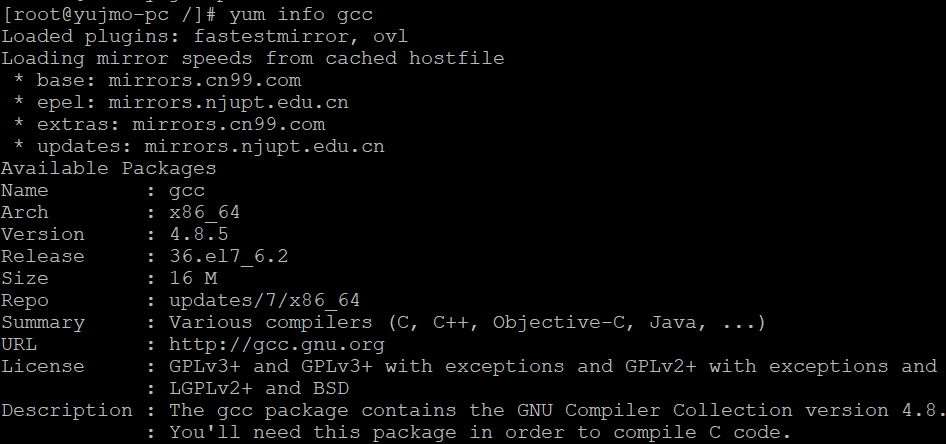 [root@yujmo-pc /]# yum info gcc
Loaded plugins: fastestmirror, ovl
Loading mirror speeds from cached hostfile
 * base: mirrors.cn99.com
 * epel: mirrors.njupt.edu.cn
 * extras: mirrors.cn99.com
 * updates: mirrors.njupt.edu.cn
Available Packages
Name        : gcc
Arch        : x86_64
Version     : 4.8.5
Release     : 36.el7_6.2
Size        : 16 M
Repo        : updates/7/x86_64
Summary     : Various compilers (C, C++, Objective-C, Java, ...)
URL         : http://gcc.gnu.org
License     : GPLv3+ and GPLv3+ with exceptions and GPLv2+ with exceptions and
            : LGPLv2+ and BSD
Description : The gcc package contains the GNU Compiler Collection version 4.8.
            : You'll need this package in order to compile C code.